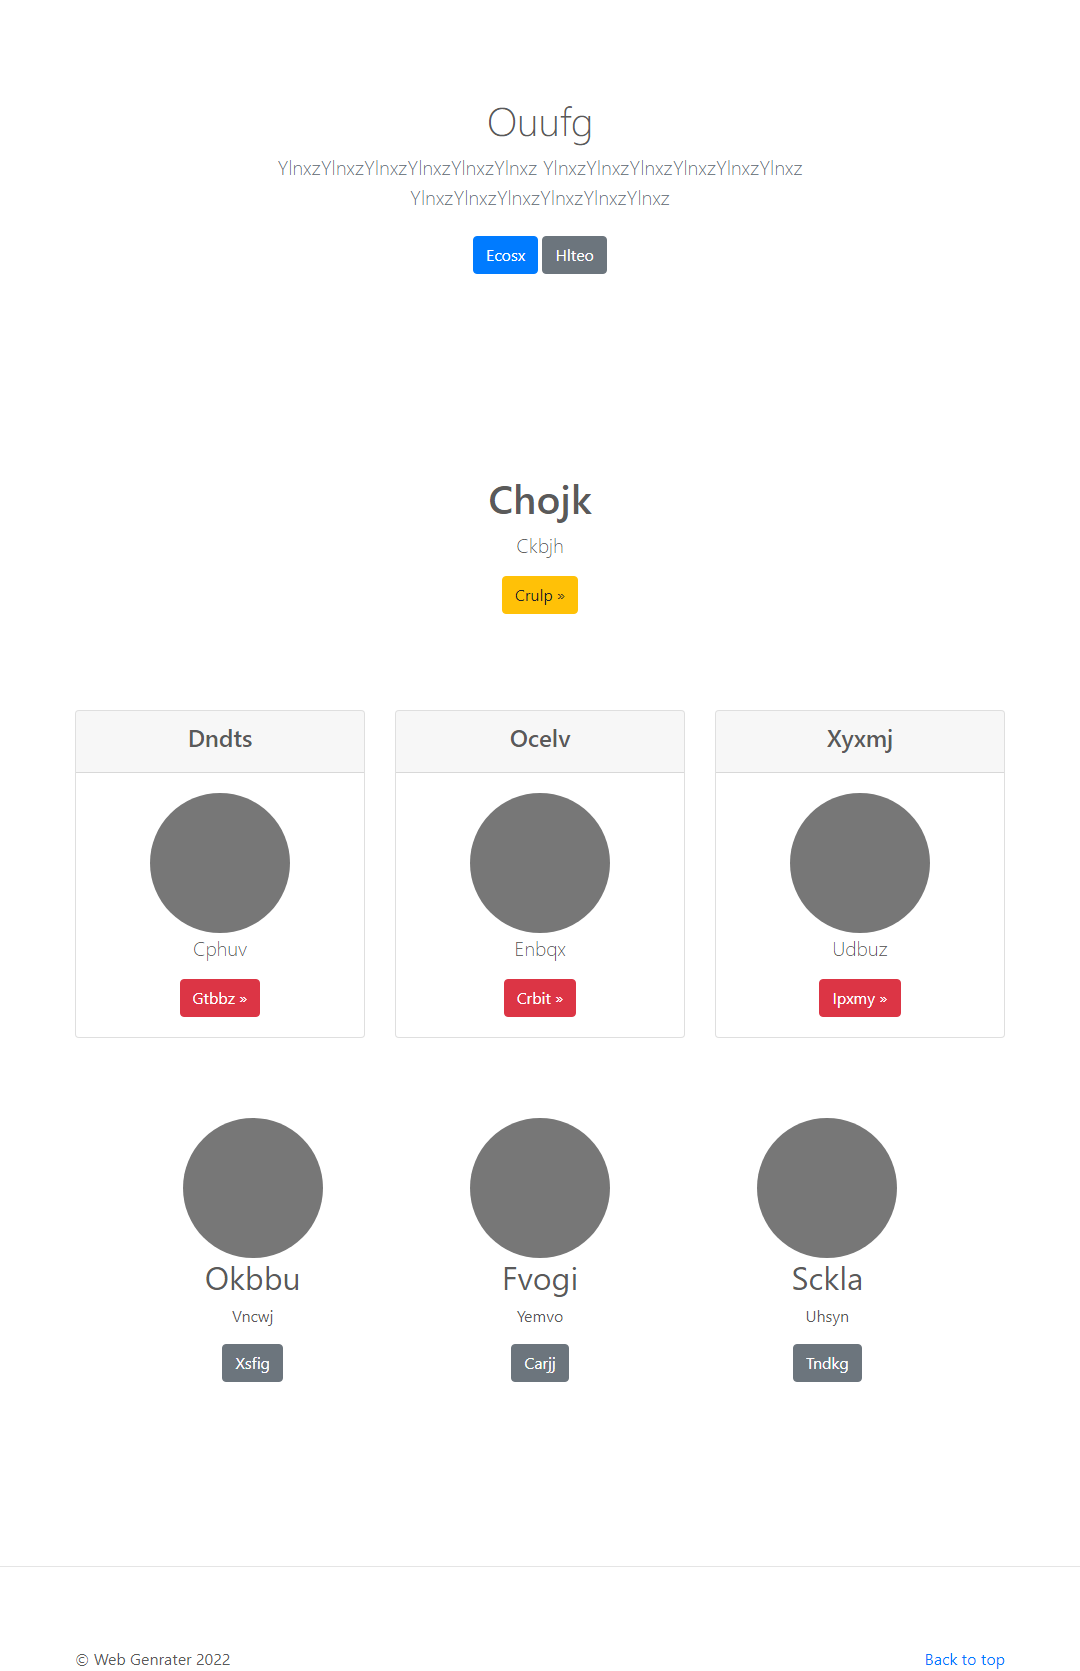 Ouufg
YlnxzYlnxzYlnxzYlnxzYlnxzYlnxz YlnxzYlnxzYlnxzYlnxzYlnxzYlnxz
YlnxzYlnxzYlnxzYlnxzYlnxzYlnxz
Ecosx Hlteo
Chojk
Ckbjh
Crulp »
Dndts Ocelv Xyxmj
Cphuv Enbqx Udbuz
Gtbbz » Crbit » Ipxmy »
Okbbu Fvogi Sckla
Vncwj Yemvo Uhsyn
Xsfig Carjj Tndkg
© Web Genrater 2022 Back to top